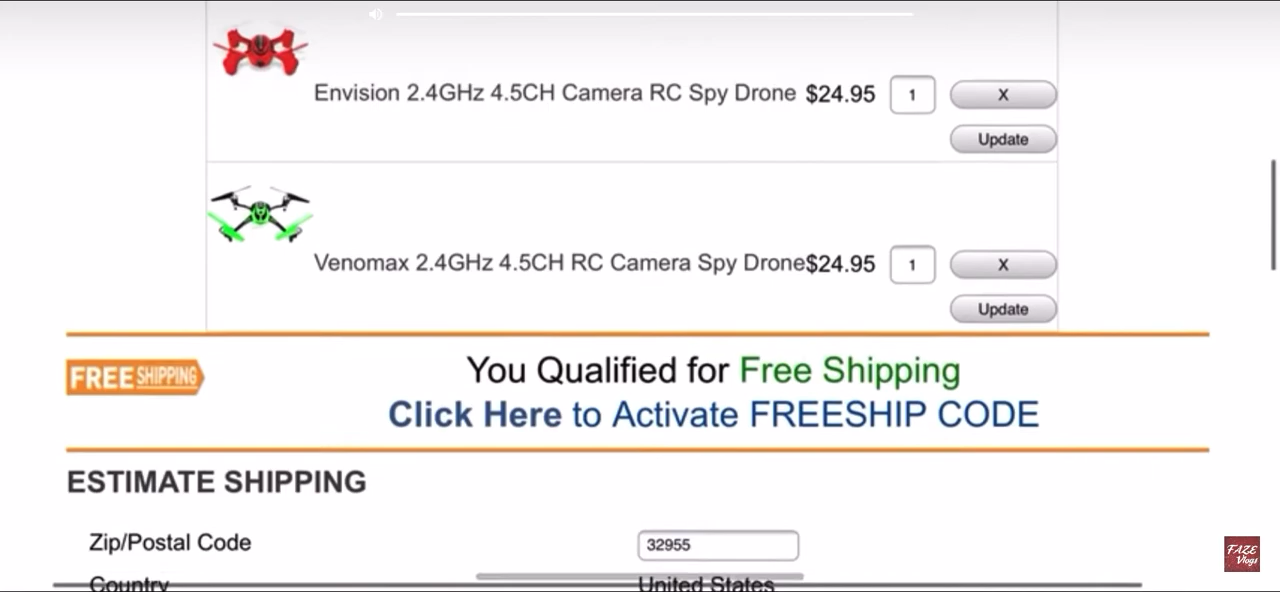 Envision 2.4GHz 4.5CH Camera RC Spy Drone $24.95 1 X
Update
Venomax 2.4GHz 4.5CH RC Camera Spy Drone $24.95 1 X
Update
FREE SHIPPING
You Qualified for Free Shipping
Click Here to Activate FREESHIP CODE
ESTIMATE SHIPPING
Zip/Postal Code 32955
Country United States
FAZE
Vlogs